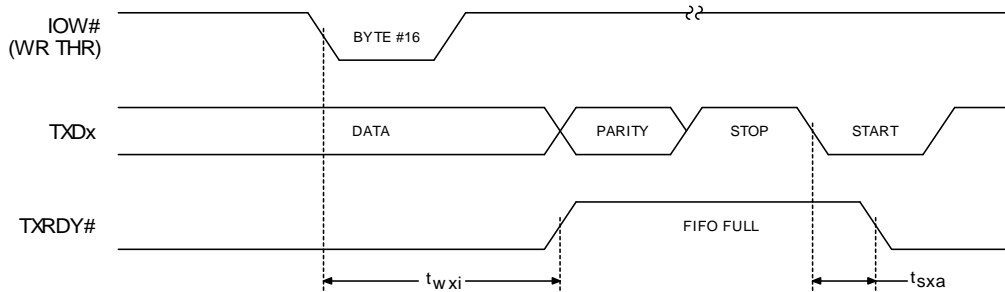 IOW#
(WR THR)
BYTE #16
TXDx
DATA
PARITY
STOP
START
TXRDY#
FIFO FULL
twxi
tsxa